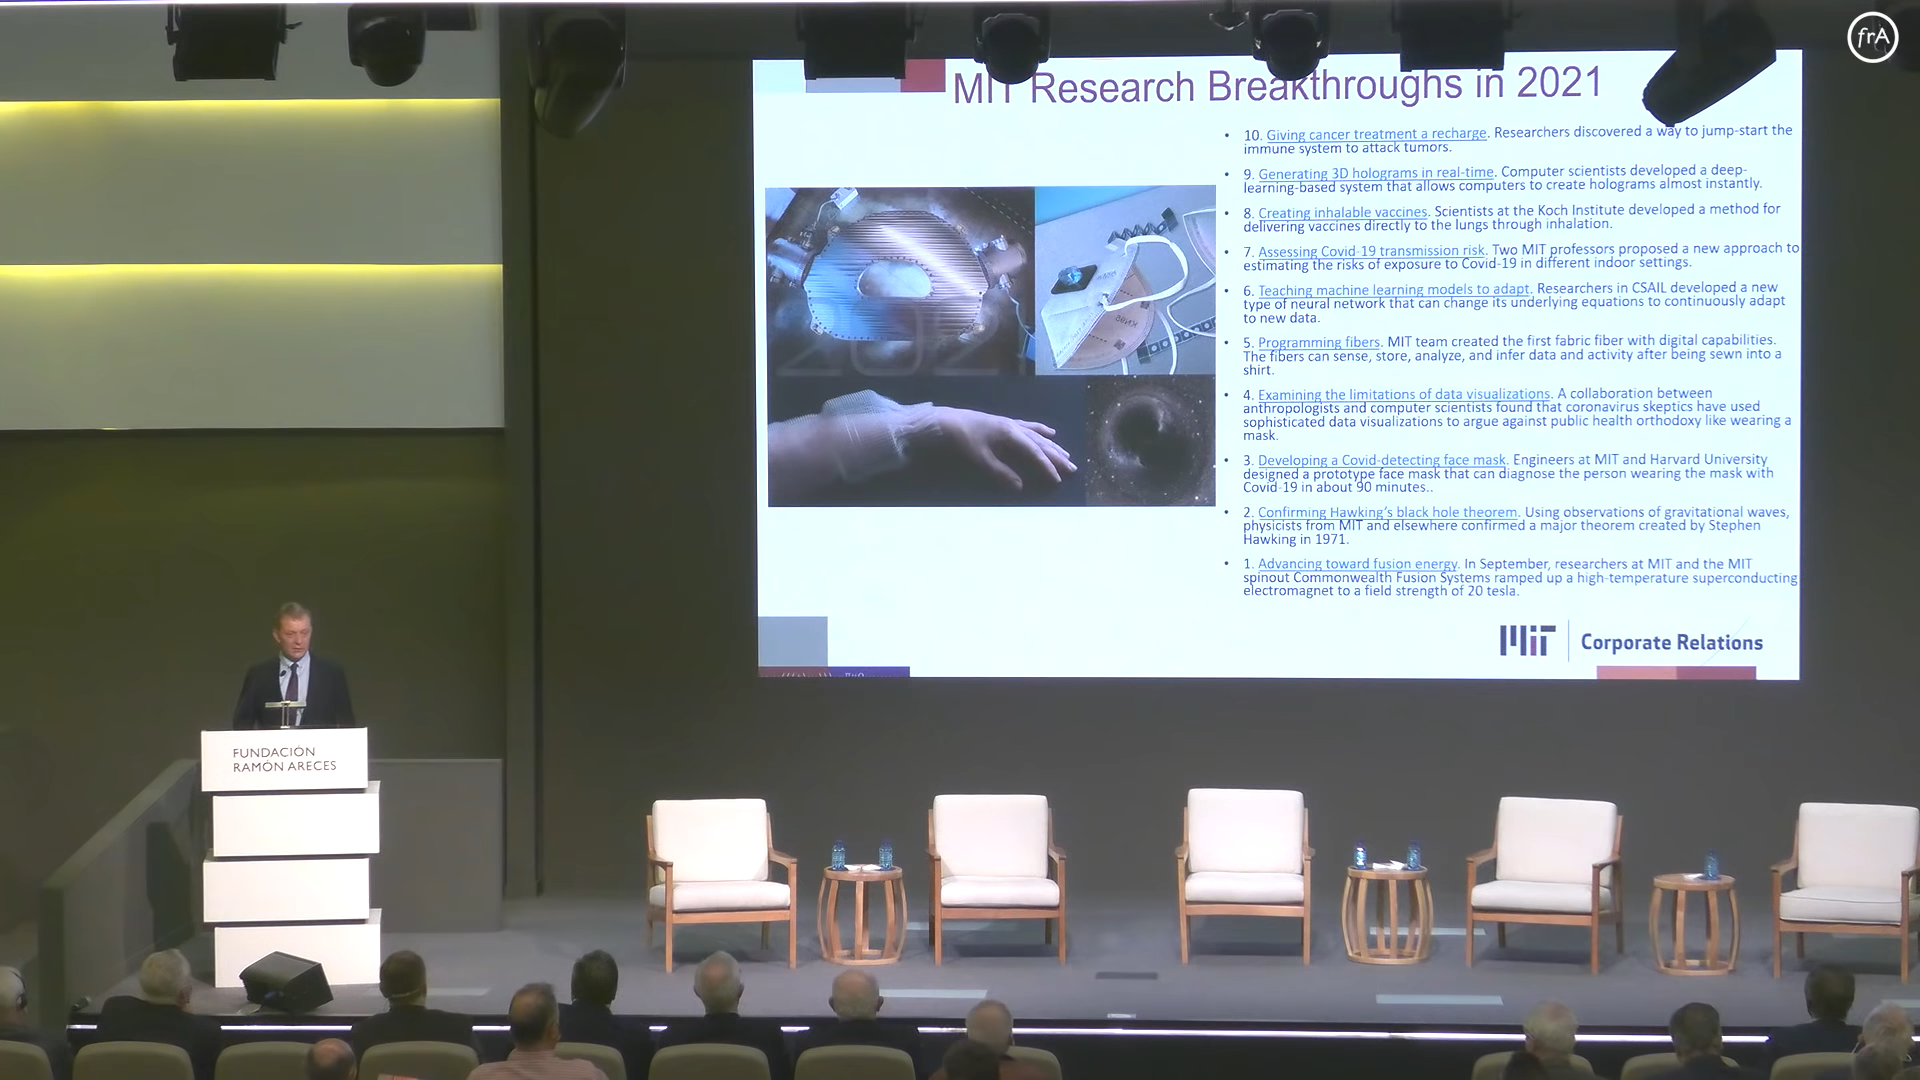 frA
MIT Research Breakthroughs in 2021
• 10. Giving cancer treatment a recharge. Researchers discovered a way to jump-start the
immune system to attack tumors.
• 9. Generating 3D holograms in real-time. Computer scientists developed a deep-
learning-based system that allows computers to create holograms almost instantly.
• 8. Creating inhalable vaccines. Scientists at the Koch Institute developed a method for
delivering vaccines directly to the lungs through inhalation.
• 7. Assessing Covid-19 transmission risk. Two MIT professors proposed a new approach to
estimating the risks of exposure to Covid-19 in different indoor settings.
• 6. Teaching machine learning models to adapt. Researchers in CSAIL developed a new
type of neural network that can change its underlying equations to continuously adapt
to new data.
• 5. Programming fibers. MIT team created the first fabric fiber with digital capabilities.
The fibers can sense, store, analyze, and infer data and activity after being sewn into a
shirt.
• 4. Examining the limitations of data visualizations. A collaboration between
anthropologists and computer scientists found that coronavirus skeptics have used
sophisticated data visualizations to argue against public health orthodoxy like wearing a
mask.
• 3. Developing a Covid-detecting face mask. Engineers at MIT and Harvard University
designed a prototype face mask that can diagnose the person wearing the mask with
Covid-19 in about 90 minutes..
• 2. Confirming Hawking's black hole theorem. Using observations of gravitational waves,
physicists from MIT and elsewhere confirmed a major theorem created by Stephen
Hawking in 1971.
• 1. Advancing toward fusion energy. In September, researchers at MIT and the MIT
spinout Commonwealth Fusion Systems ramped up a high-temperature superconducting
electromagnet to a field strength of 20 tesla.
2021
MIT Corporate Relations
FUNDACIÓN
RAMÓN ARECES